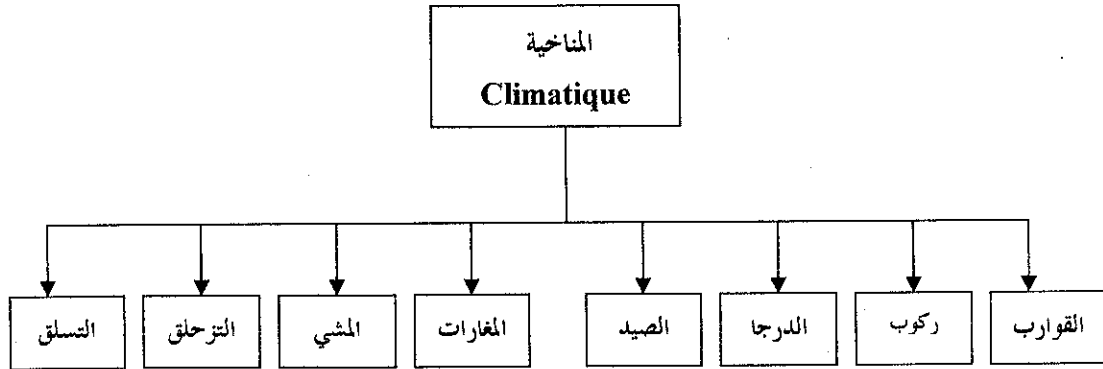 المناخية
Climatique
القوارب
ركوب
الدرجا
الصيد
المغارات
المشي
التزحلق
التسلق